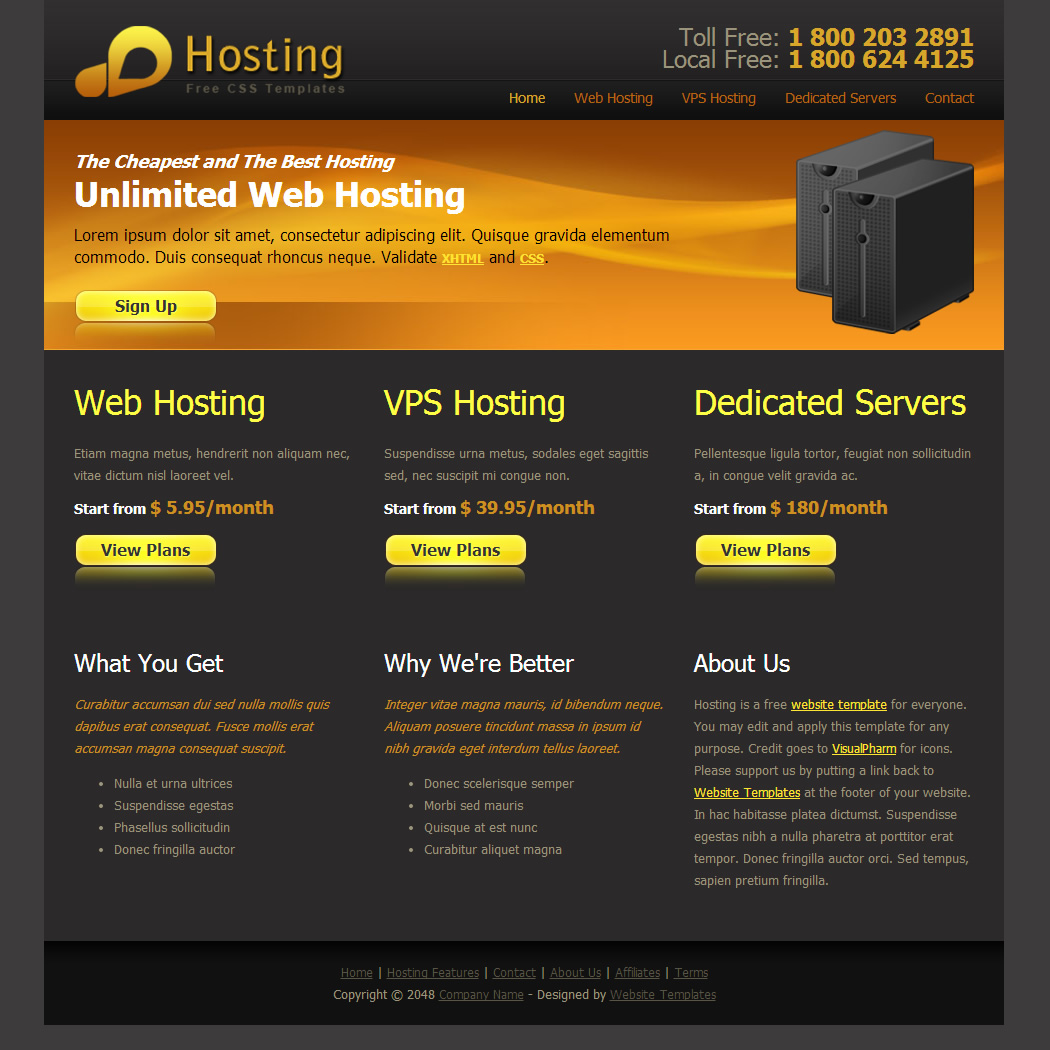 Hosting
Free CSS Templates
Toll Free: 1 800 203 2891
Local Free: 1 800 624 4125
Home Web Hosting VPS Hosting Dedicated Servers Contact
The Cheapest and The Best Hosting
Unlimited Web Hosting
Lorem ipsum dolor sit amet, consectetur adipiscing elit. Quisque gravida elementum
commodo. Duis consequat rhoncus neque. Validate XHTML and CSS.
Sign Up
Web Hosting
Etiam magna metus, hendrerit non aliquam nec,
vitae dictum nisl laoreet vel.
Start from $ 5.95/month
View Plans
VPS Hosting
Suspendisse urna metus, sodales eget sagittis
sed, nec suscipit mi congue non.
Start from $ 39.95/month
View Plans
Dedicated Servers
Pellentesque ligula tortor, feugiat non sollicitudin
a, in congue velit gravida ac.
Start from $ 180/month
View Plans
What You Get
Curabitur accumsan dui sed nulla mollis quis
dapibus erat consequat. Fusce mollis erat
accumsan magna consequat suscipit.
• Nulla et urna ultrices
• Suspendisse egestas
• Phasellus sollicitudin
• Donec fringilla auctor
Why We're Better
Integer vitae magna mauris, id bibendum neque.
Aliquam posuere tincidunt massa in ipsum id
nibh gravida eget interdum tellus laoreet.
• Donec scelerisque semper
• Morbi sed mauris
• Quisque at est nunc
• Curabitur aliquet magna
About Us
Hosting is a free website template for everyone.
You may edit and apply this template for any
purpose. Credit goes to VisualPharm for icons.
Please support us by putting a link back to
Website Templates at the footer of your website.
In hac habitasse platea dictumst. Suspendisse
egestas nibh a nulla pharetra at porttitor erat
tempor. Donec fringilla auctor orci. Sed tempus,
sapien pretium fringilla.
Home | Hosting Features | Contact | About Us | Affiliates | Terms
Copyright © 2048 Company Name - Designed by Website Templates